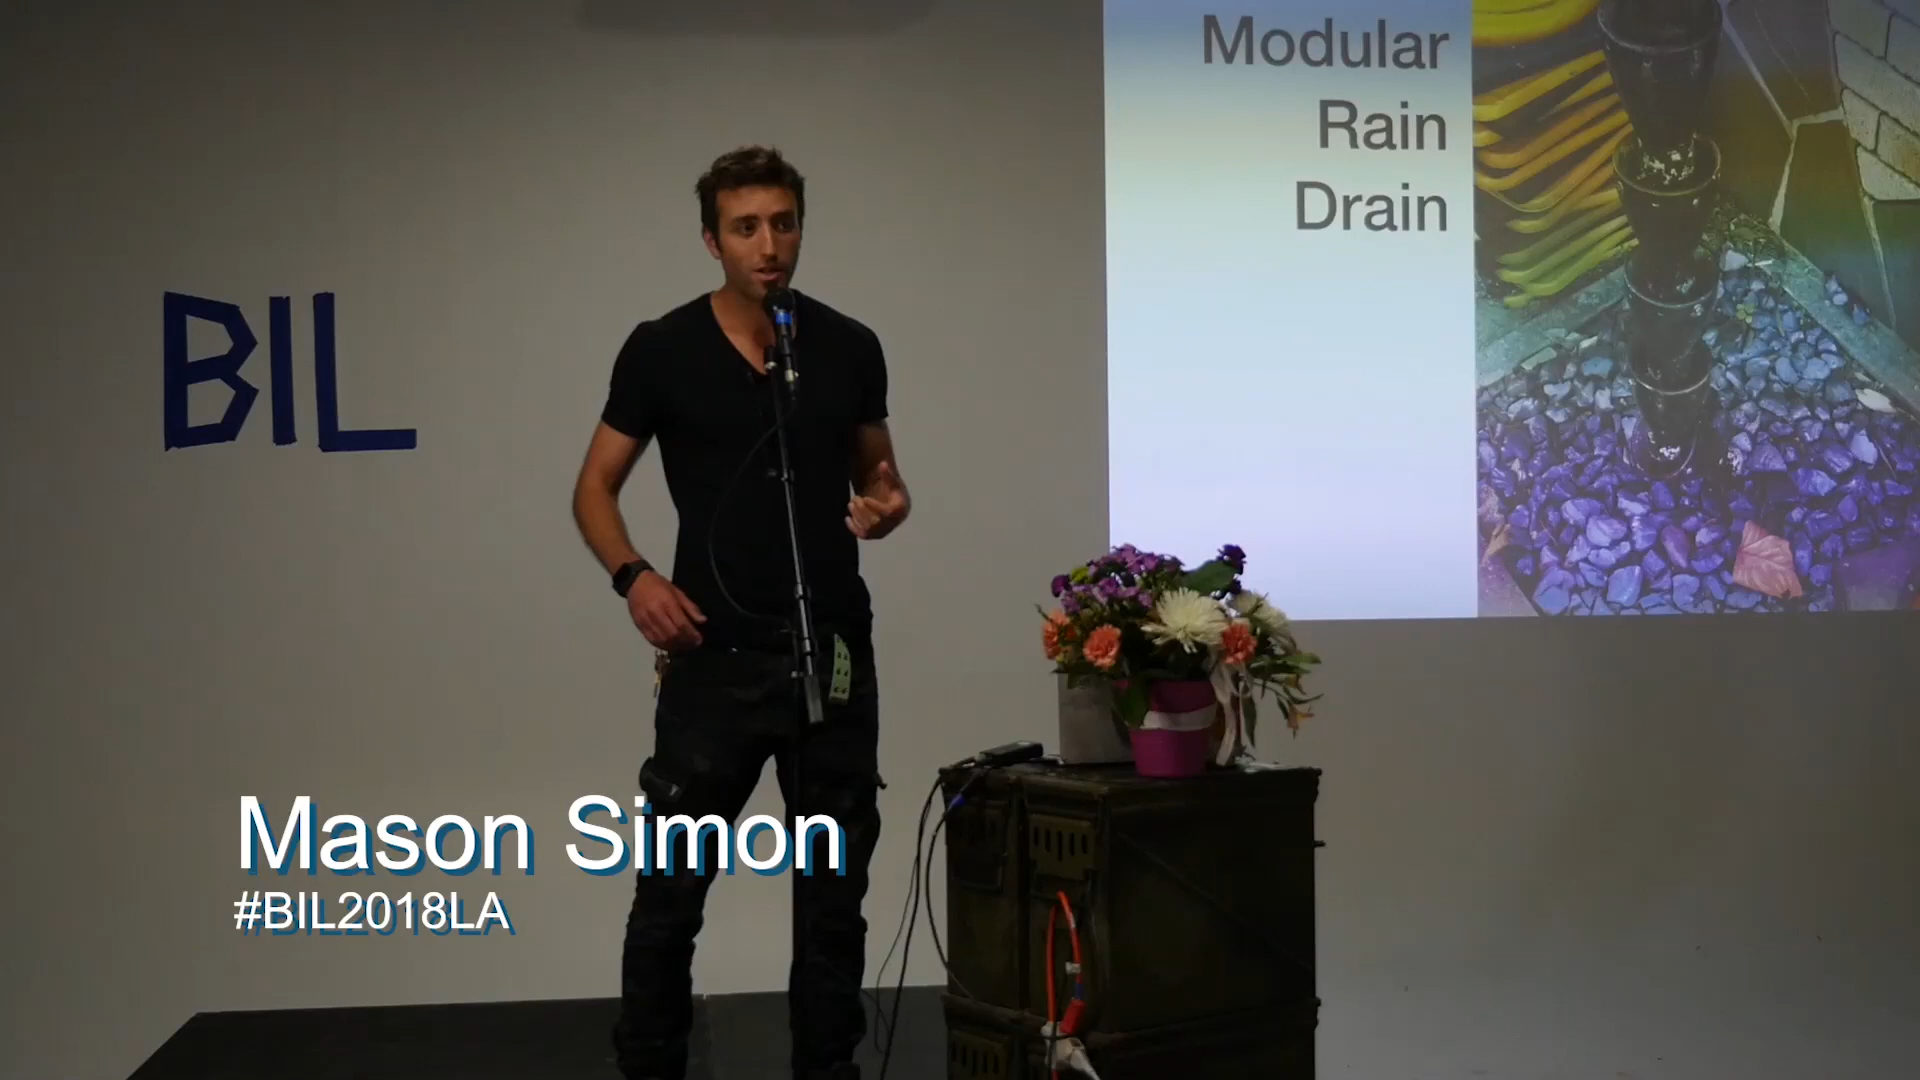 BIL
Modular
Rain
Drain
Mason Simon
#BIL2018LA